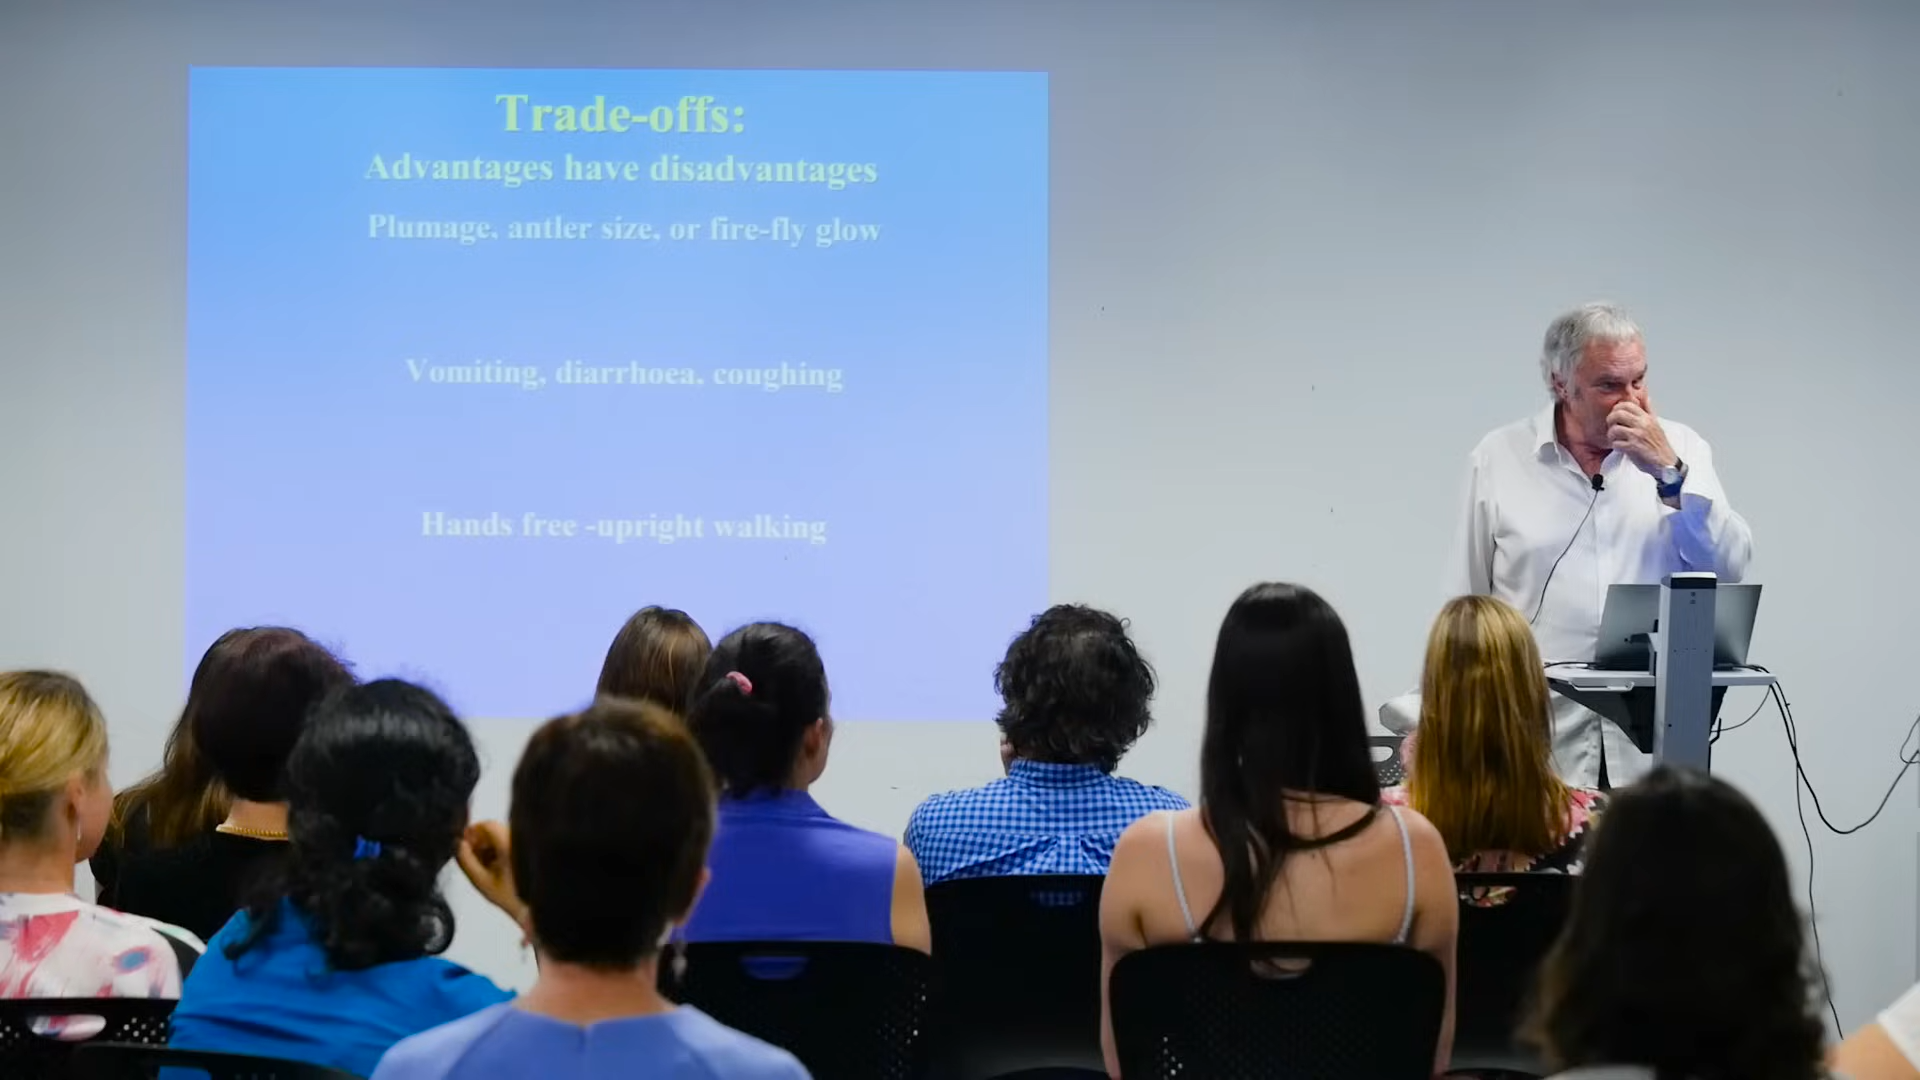 Trade-offs:
Advantages have disadvantages
Plumage, antler size, or fire-fly glow
Vomiting, diarrhoea, coughing
Hands free -upright walking